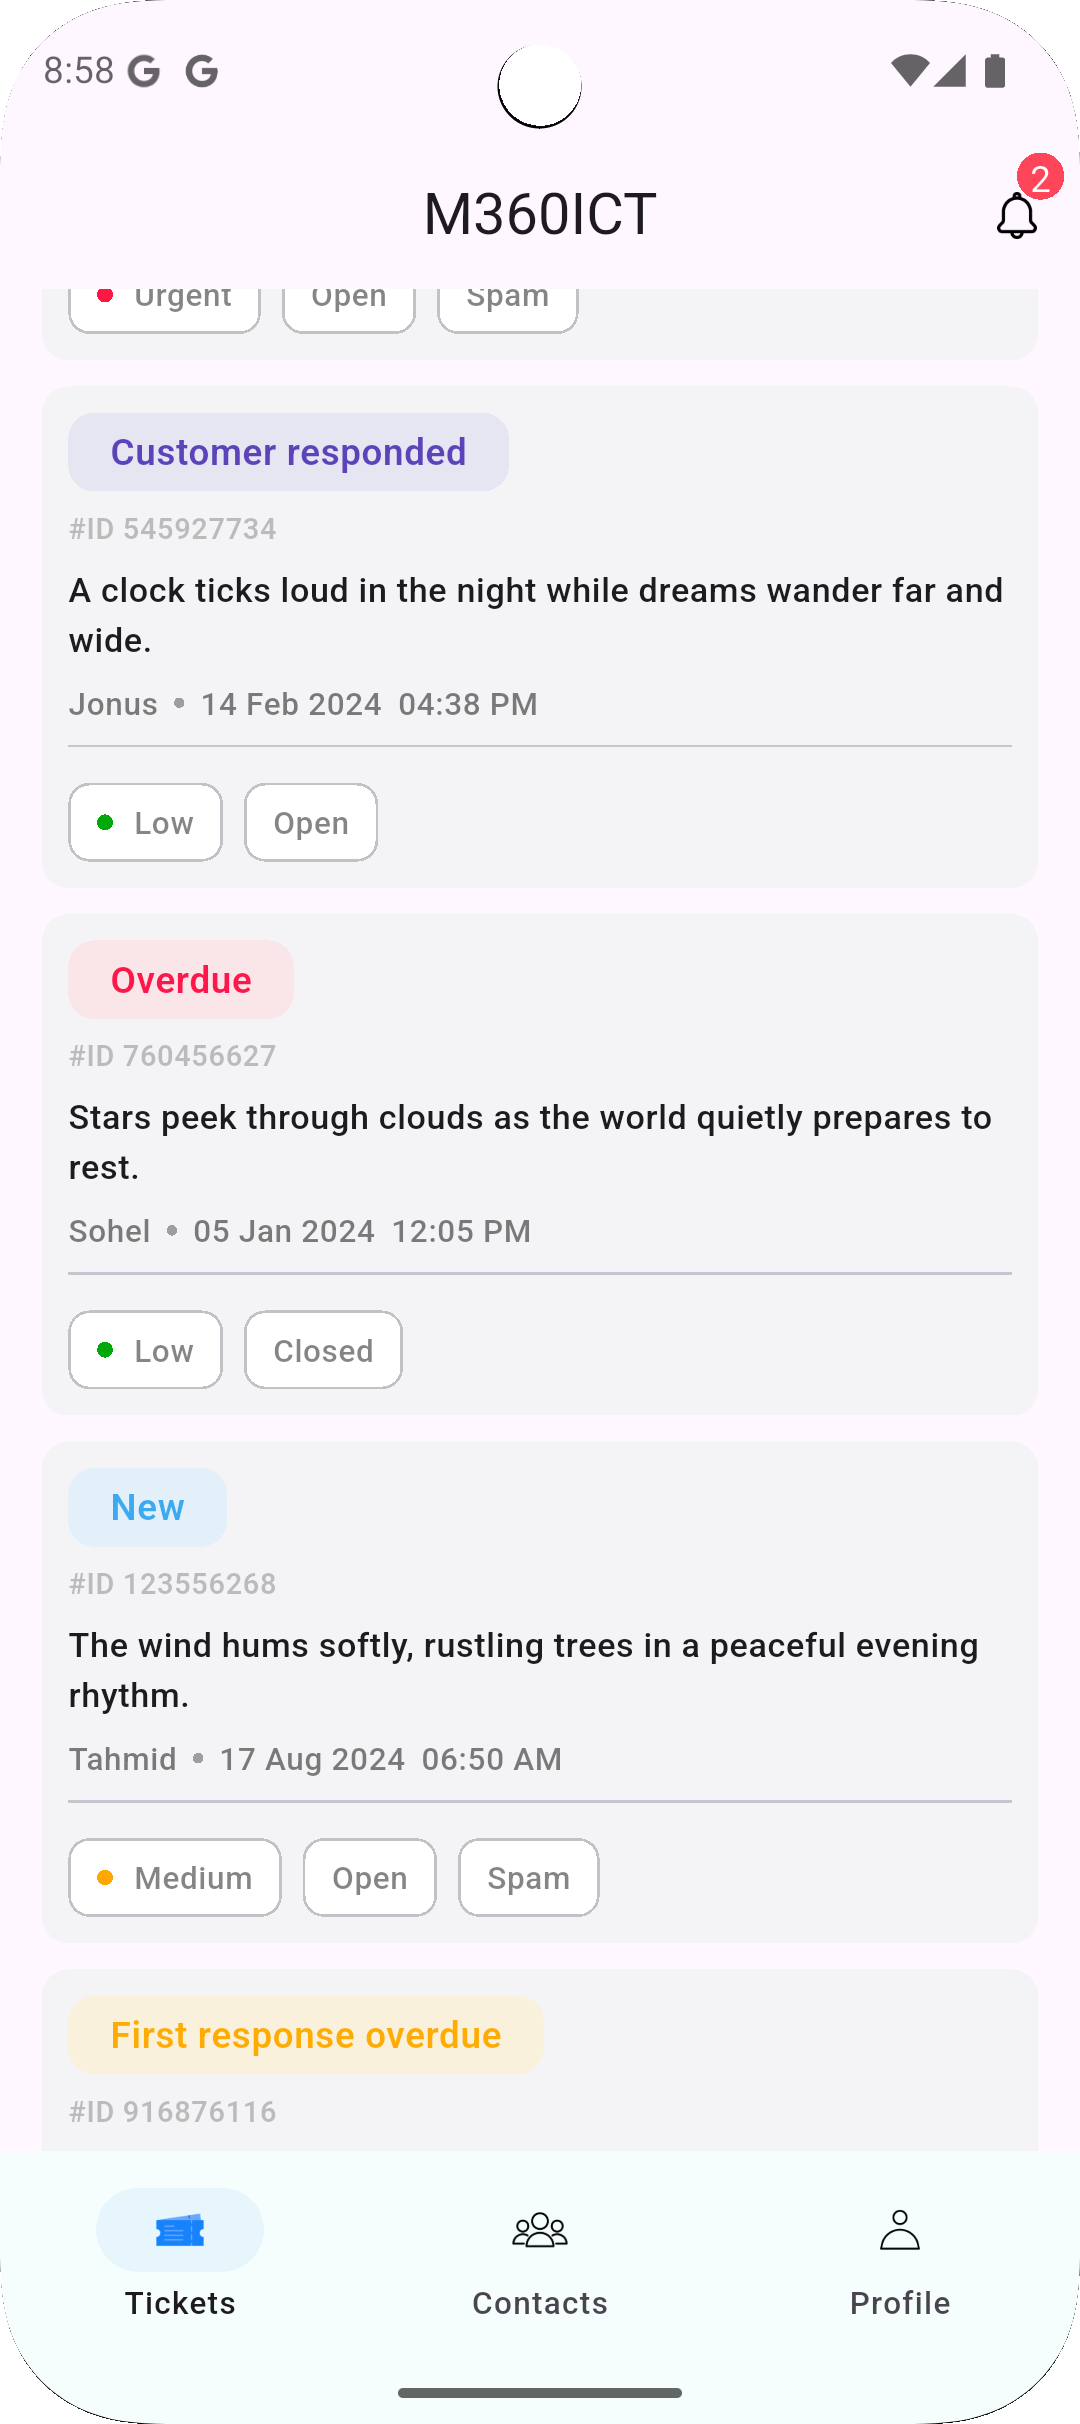 8:58
2
M360ICT
Urgent Open Spam
Customer responded
#ID 545927734
A clock ticks loud in the night while dreams wander far and
wide.
Jonus • 14 Feb 2024 04:38 PM
Low Open
Overdue
#ID 760456627
Stars peek through clouds as the world quietly prepares to
rest.
Sohel • 05 Jan 2024 12:05 PM
Low Closed
New
#ID 123556268
The wind hums softly, rustling trees in a peaceful evening
rhythm.
Tahmid • 17 Aug 2024 06:50 AM
Medium Open Spam
First response overdue
#ID 916876116
Tickets Contacts Profile